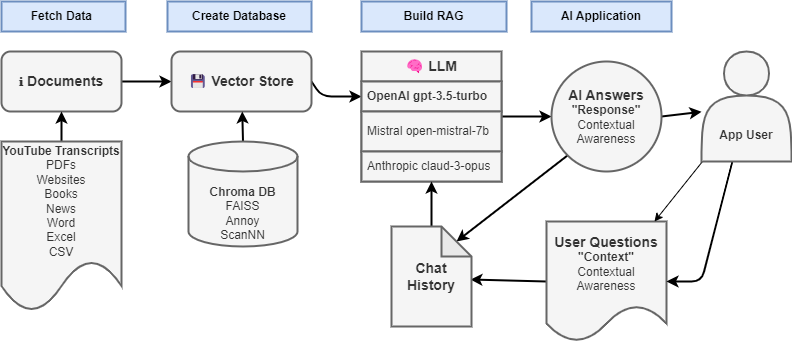 Fetch Data
Create Database
Build RAG
AI Application
ℹ Documents
💾 Vector Store
🧠 LLM
OpenAI gpt-3.5-turbo
Mistral open-mistral-7b
Anthropic claud-3-opus
AI Answers
"Response"
Contextual
Awareness
App User
YouTube Transcripts
PDFs
Websites
Books
News
Word
Excel
CSV
Chroma DB
FAISS
Annoy
ScanNN
Chat
History
User Questions
"Context"
Contextual
Awareness